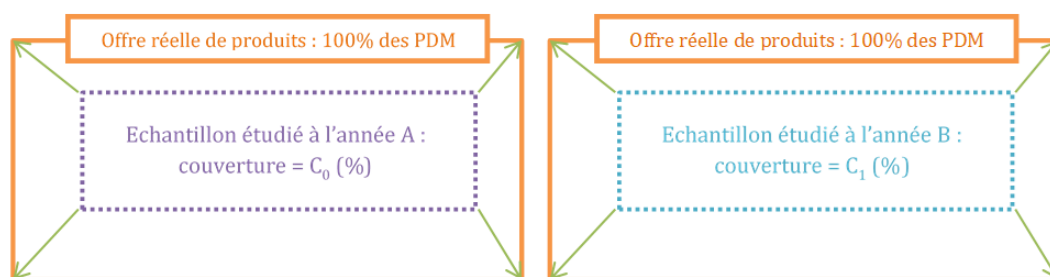 Offre réelle de produits : 100% des PDM
Echantillon étudié à l'année A :
couverture = C₀ (%)
Offre réelle de produits : 100% des PDM
Echantillon étudié à l'année B :
couverture = C₁ (%)